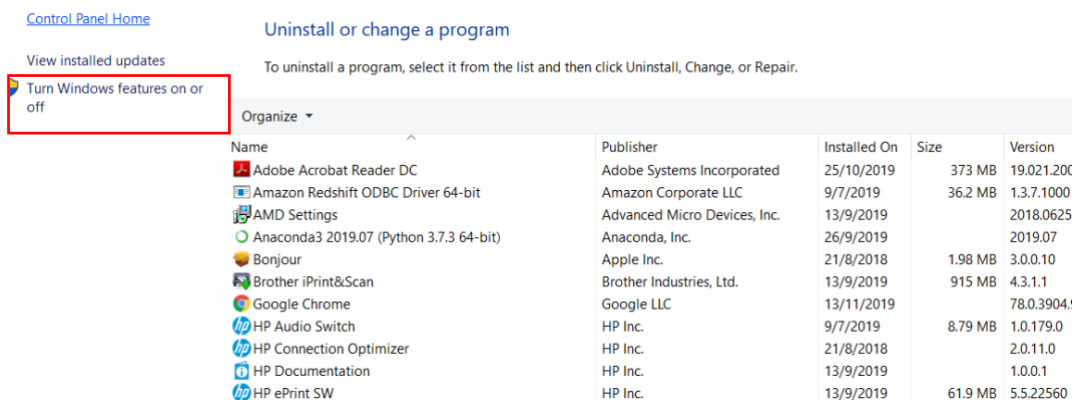 Control Panel Home
View installed updates
Turn Windows features on or
off
Uninstall or change a program
To uninstall a program, select it from the list and then click Uninstall, Change, or Repair.
Organize
Name Publisher Installed On Size Version
Adobe Acrobat Reader DC Adobe Systems Incorporated 25/10/2019 373 MB 19.021.200
Amazon Redshift ODBC Driver 64-bit Amazon Corporate LLC 9/7/2019 36.2 MB 1.3.7.1000
AMD Settings Advanced Micro Devices, Inc. 13/9/2019 2018.0625
Anaconda3 2019.07 (Python 3.7.3 64-bit) Anaconda, Inc. 26/9/2019 2019.07
Bonjour Apple Inc. 21/8/2018 1.98 MB 3.0.0.10
Brother iPrint&Scan Brother Industries, Ltd. 13/9/2019 915 MB 4.3.1.1
Google Chrome Google LLC 13/11/2019 78.0.3904.
HP Audio Switch HP Inc. 9/7/2019 8.79 MB 1.0.179.0
HP Connection Optimizer HP Inc. 21/8/2018 2.0.11.0
HP Documentation HP Inc. 13/9/2019 1.0.0.1
HP ePrint SW HP Inc. 13/9/2019 61.9 MB 5.5.22560